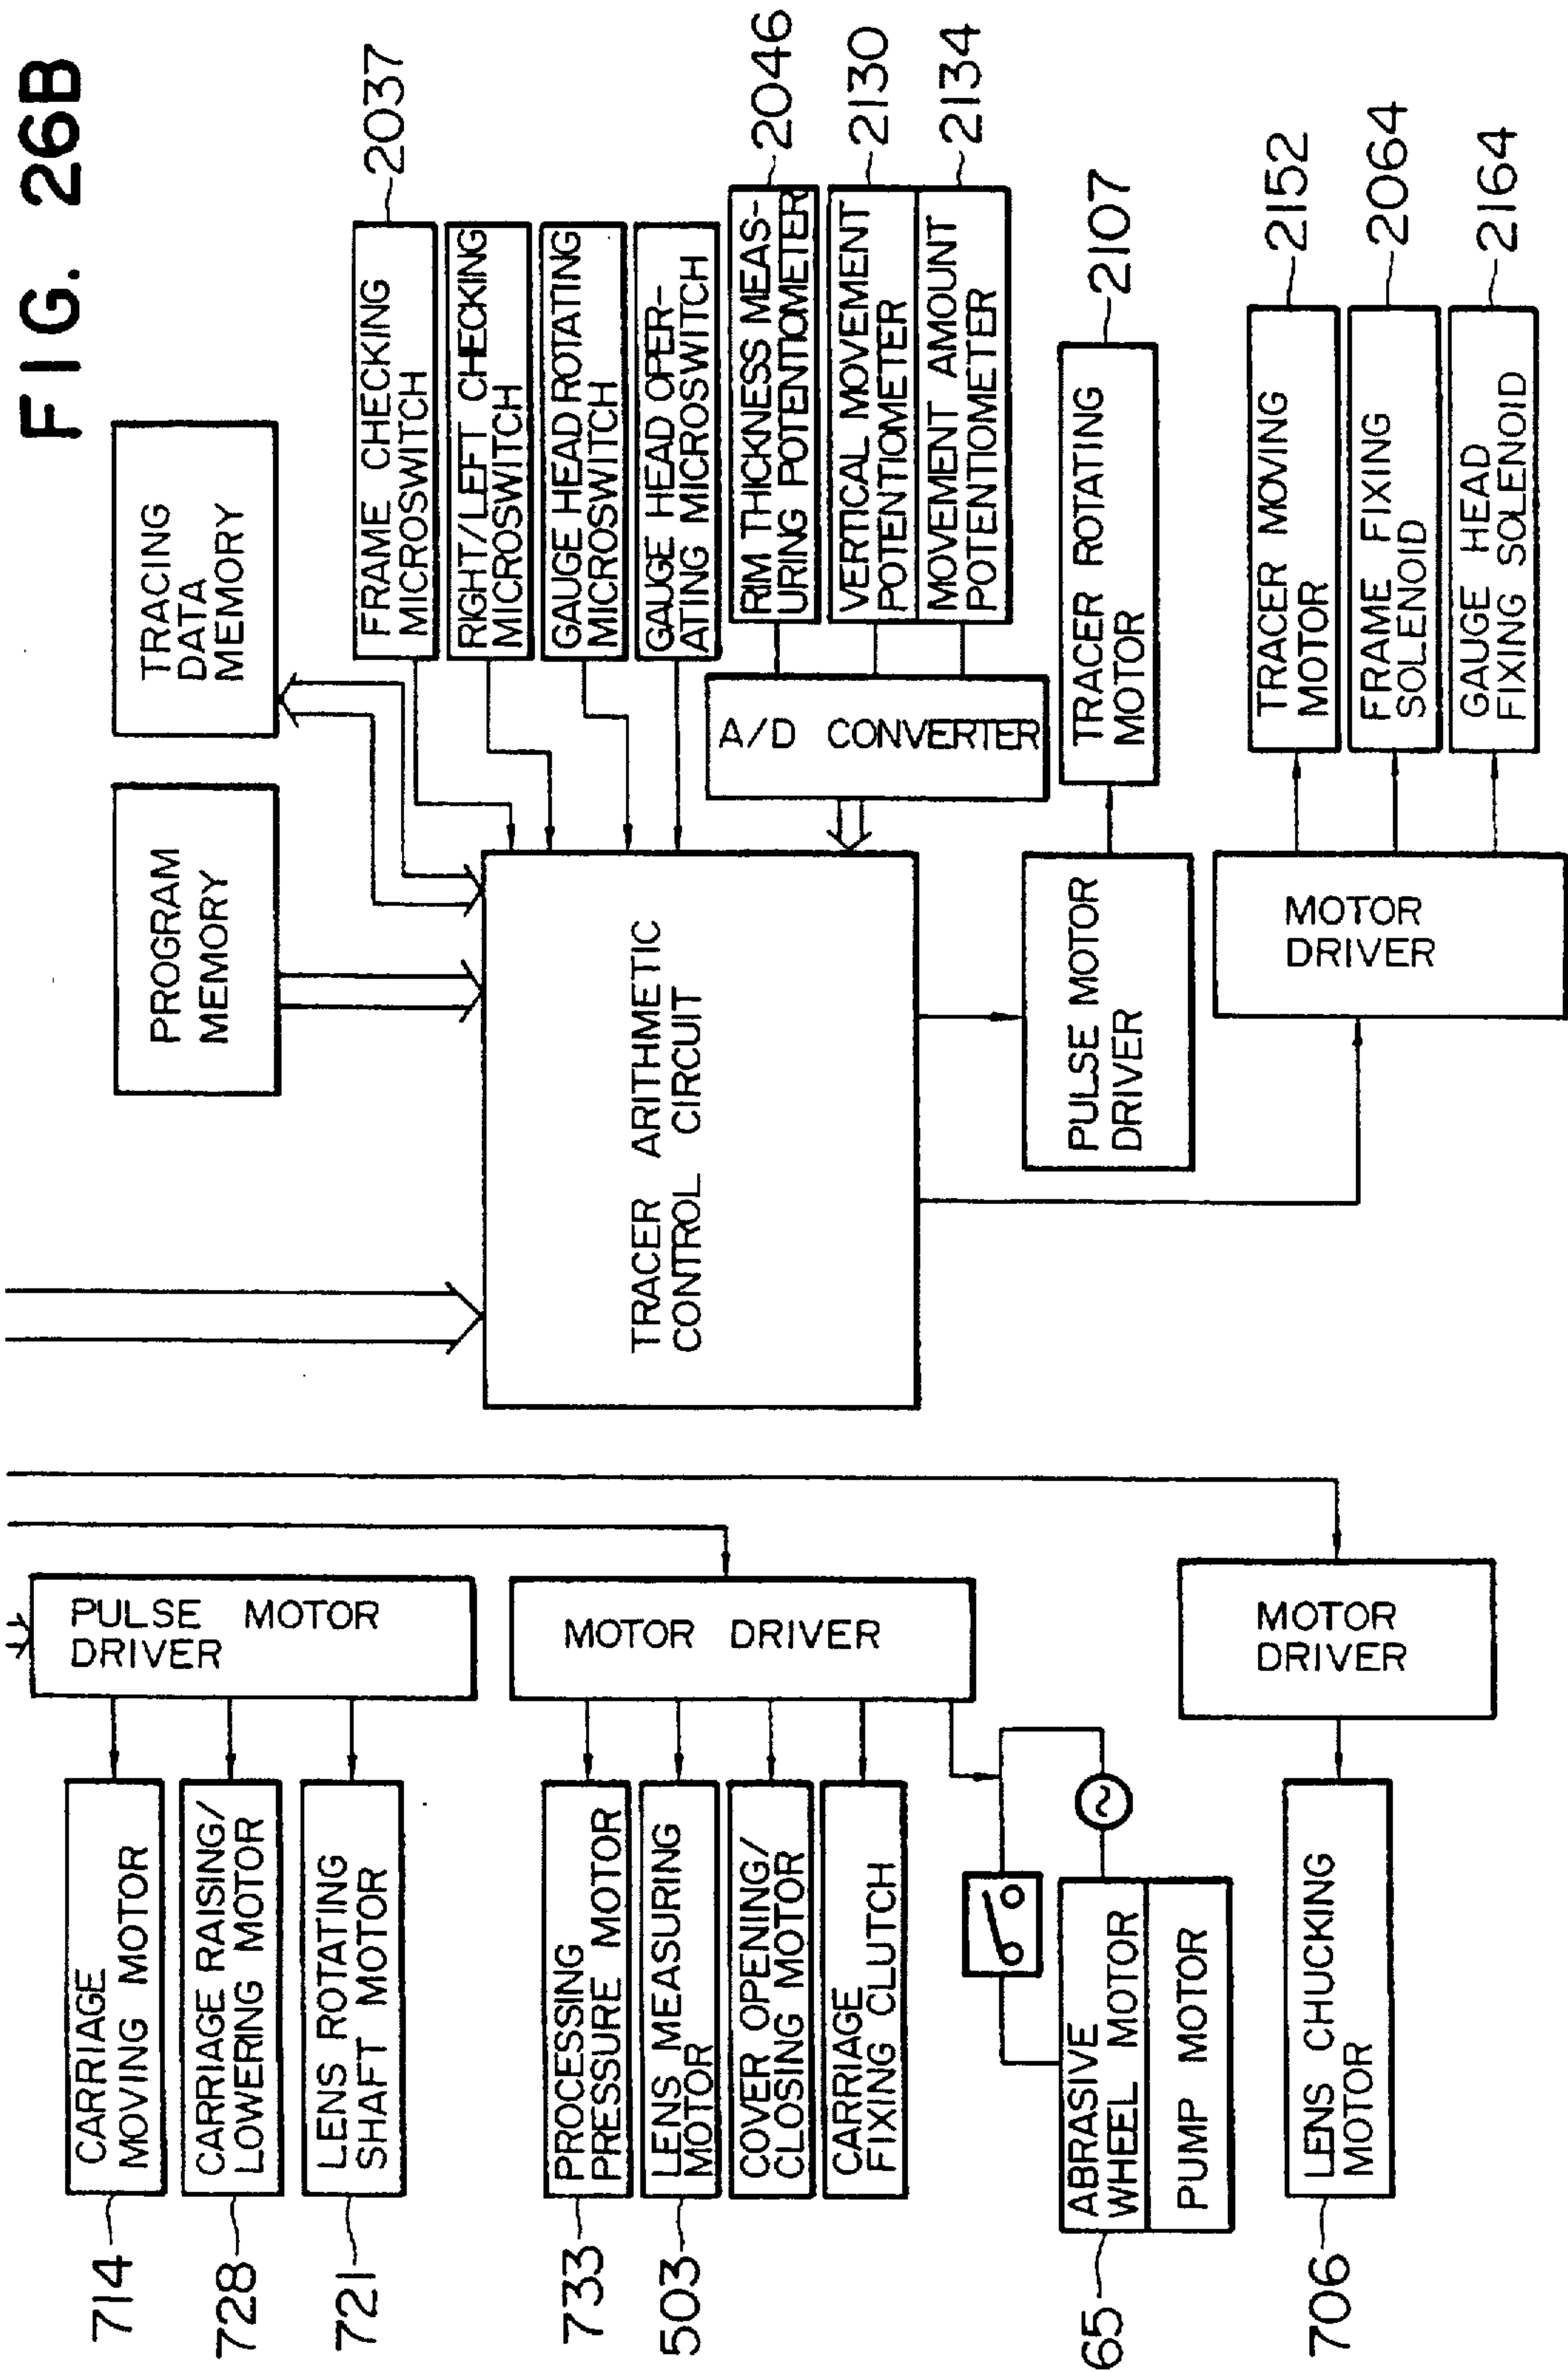 FIG. 26B
714
CARRIAGE
MOVING MOTOR
728
CARRIAGE RAISING/
LOWERING MOTOR
721
LENS ROTATING
SHAFT MOTOR
PULSE MOTOR
DRIVER
733
PROCESSING
PRESSURE MOTOR
503
LENS MEASURING
MOTOR
COVER OPENING/
CLOSING MOTOR
CARRIAGE
FIXING CLUTCH
MOTOR DRIVER
65
ABRASIVE
WHEEL MOTOR
PUMP MOTOR
706
LENS CHUCKING
MOTOR
MOTOR
DRIVER
PROGRAM
MEMORY
TRACING
DATA
MEMORY
TRACER ARITHMETIC
CONTROL CIRCUIT
FRAME CHECKING
MICROSWITCH
2037
RIGHT/LEFT CHECKING
MICROSWITCH
GAUGE HEAD ROTATING
MICROSWITCH
GAUGE HEAD OPER-
ATING MICROSWITCH
RIM THICKNESS MEAS-
URING POTENTIOMETER
2046
VERTICAL MOVEMENT
POTENTIOMETER
2130
MOVEMENT AMOUNT
POTENTIOMETER
2134
A/D CONVERTER
PULSE MOTOR
DRIVER
TRACER ROTATING
MOTOR
2107
MOTOR
DRIVER
TRACER MOVING
MOTOR
2152
FRAME FIXING
SOLENOID
2064
GAUGE HEAD
FIXING SOLENOID
2164